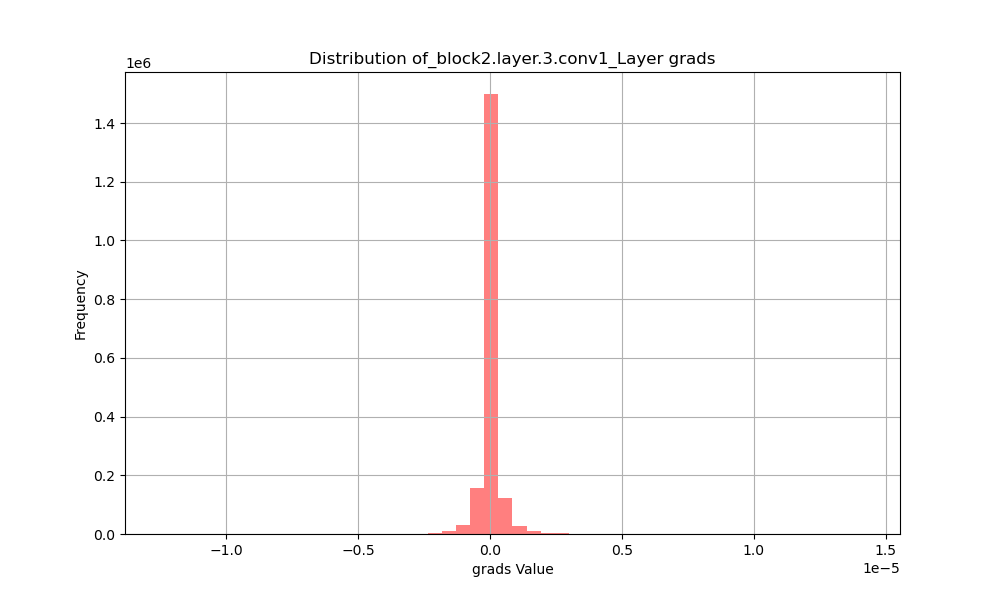 Distribution of_block2.layer.3.conv1_Layer grads
1e6
1.4
1.2
1.0
0.8
0.6
0.4
0.2
0.0
Frequency
−1.0 −0.5 0.0 0.5 1.0 1.5
1e−5
grads Value